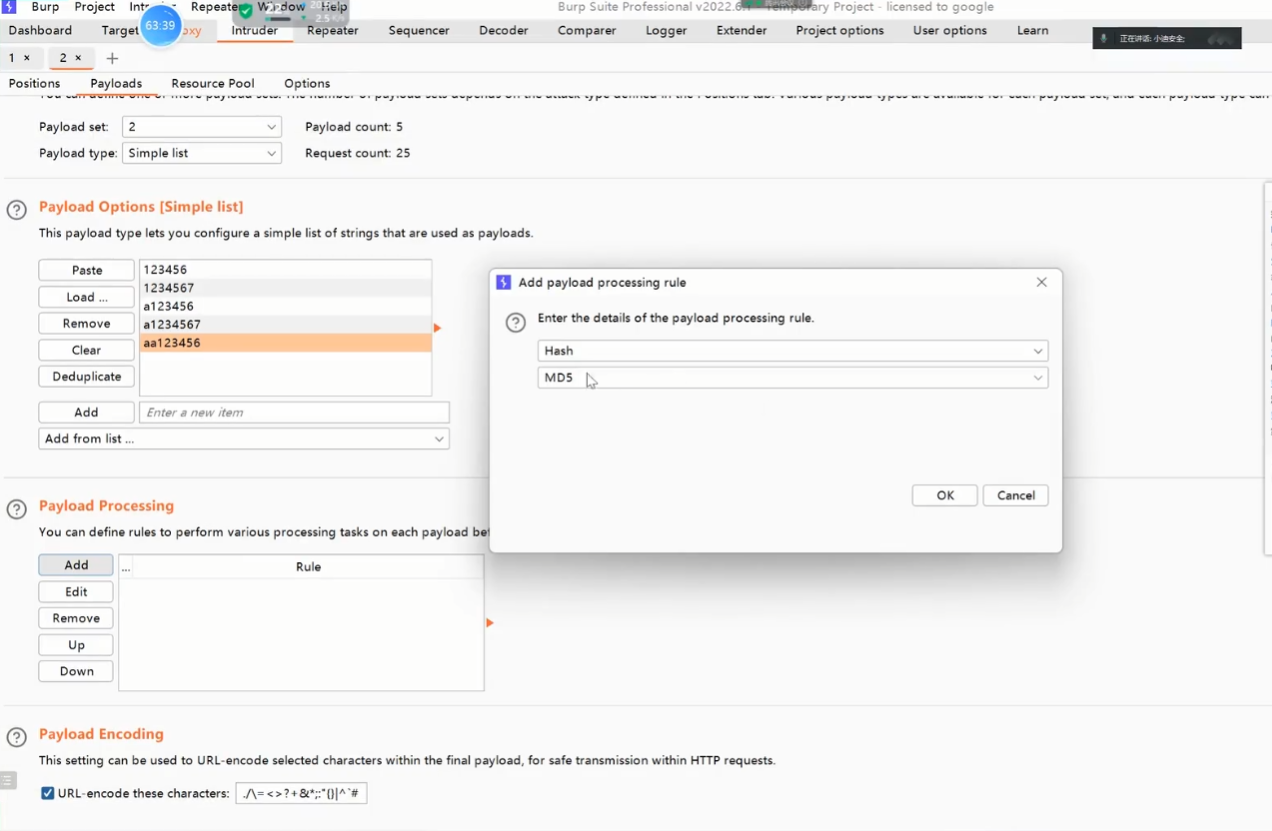 Burp Project Intr Repeate Window Help Burp Suite Professional v2022.6. Temporary Project - licensed to google
63:39
2.5 K/s
Dashboard Target oxy Intruder Repeater Sequencer Decoder Comparer Logger Extender Project options User options Learn
正在讲话: 小迪安全;
1 × 2 × +
Positions Payloads Resource Pool Options
You can define one or more payload sets. The number of payload sets depends on the attack type defined in the Positions tab. Various payload types are available for each payload set, and each payload type can
Payload set: 2 Payload count: 5
Payload type: Simple list Request count: 25
? Payload Options [Simple list]
This payload type lets you configure a simple list of strings that are used as payloads.
Paste
Load ...
Remove
Clear
Deduplicate
123456
1234567
a123456
a1234567
aa123456
Add Enter a new item
Add from list ...
Add payload processing rule
? Enter the details of the payload processing rule.
Hash
MD5
OK Cancel
? Payload Processing
You can define rules to perform various processing tasks on each payload bef
Add
Edit
Remove
Up
Down
... Rule
? Payload Encoding
This setting can be used to URL-encode selected characters within the final payload, for safe transmission within HTTP requests.
URL-encode these characters: ./\=<>?+&*;:"{}|^`#